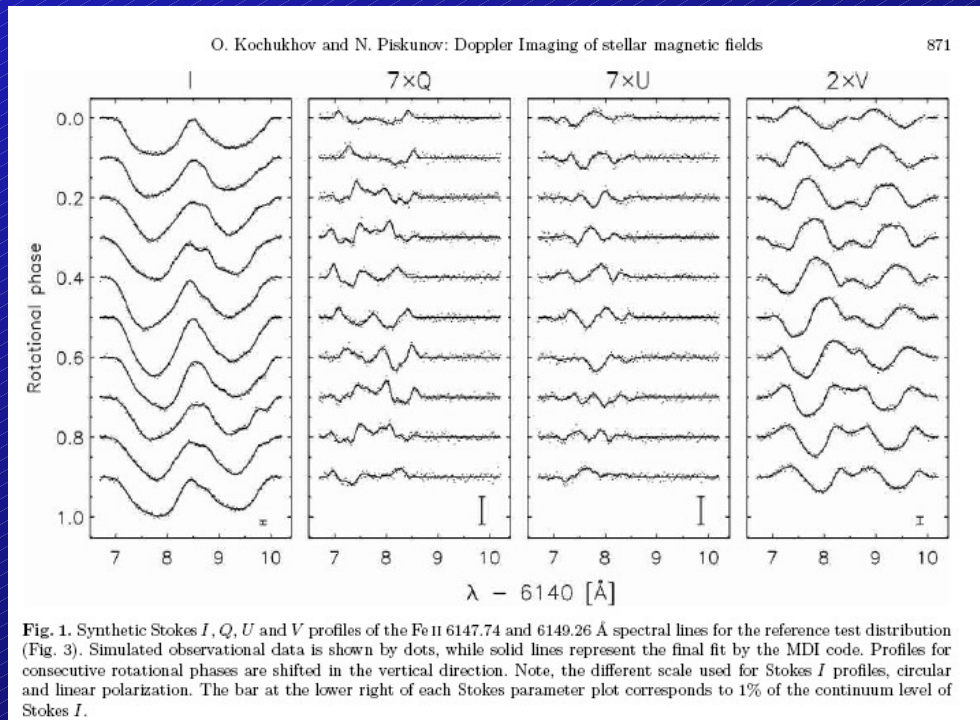 O. Kochukhov and N. Piskunov: Doppler Imaging of stellar magnetic fields 871
I 7×Q 7×U 2×V
Rotational phase
0.0
0.2
0.4
0.6
0.8
1.0
7 8 9 10 7 8 9 10 7 8 9 10 7 8 9 10
λ − 6140 [Å]
Fig. 1. Synthetic Stokes I, Q, U and V profiles of the Fe II 6147.74 and 6149.26 Å spectral lines for the reference test distribution
(Fig. 3). Simulated observational data is shown by dots, while solid lines represent the final fit by the MDI code. Profiles for
consecutive rotational phases are shifted in the vertical direction. Note, the different scale used for Stokes I profiles, circular
and linear polarization. The bar at the lower right of each Stokes parameter plot corresponds to 1% of the continuum level of
Stokes I.